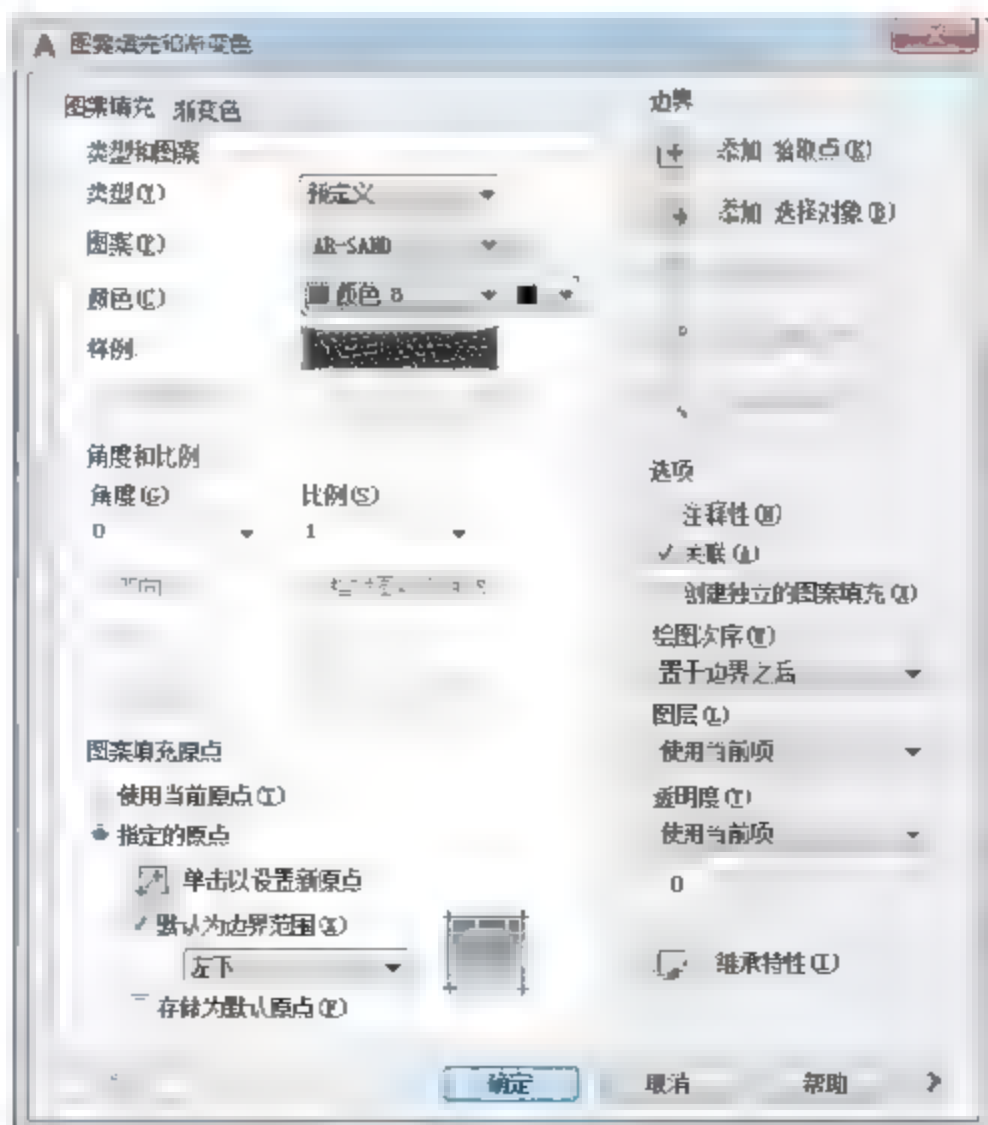 图案填充和渐变色
图案填充 渐变色
类型和图案
类型(Y)
预定义
图案(P)
AR-SAND
颜色(C)
颜色 8
样例
角度和比例
角度(G)
比例(S)
0
1
图案填充原点
使用当前原点(T)
指定的原点
单击以设置新原点
默认为边界范围(X)
左下
存储为默认原点(F)
边界
添加 拾取点(K)
添加 选择对象(B)
选项
注释性(N)
关联(A)
创建独立的图案填充(H)
绘图次序(W)
置于边界之后
图层(L)
使用当前项
透明度(T)
使用当前项
0
继承特性(I)
确定
取消
帮助